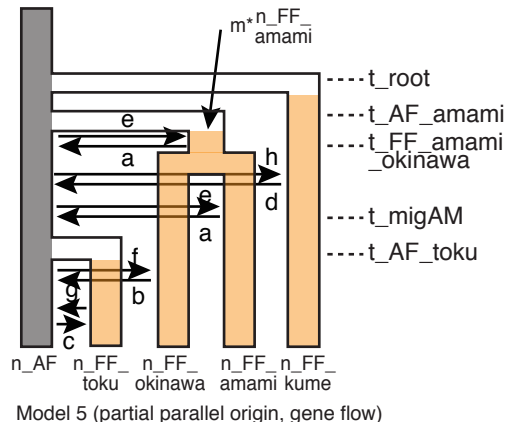 m*n_FF_
amami
t_root
t_AF_amami
e
t_FF_amami
_okinawa
a
h
d
e
a
t_migAM
t_AF_toku
f
g
b
c
n_AF
n_FF_
toku
n_FF_
okinawa
n_FF_
amami
n_FF_
kume
Model 5 (partial parallel origin, gene flow)